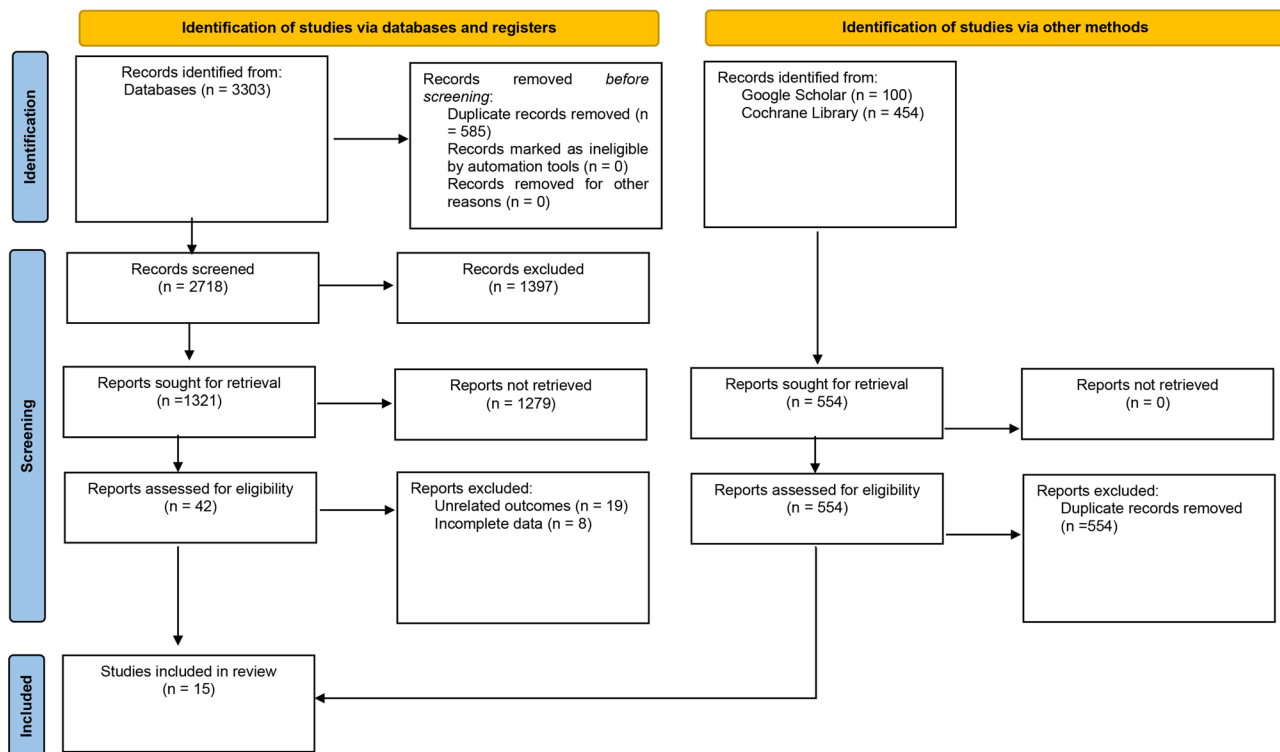 Identification of studies via databases and registers
Identification of studies via other methods
Identification
Records identified from:
Databases (n = 3303)
Records removed before
screening:
Duplicate records removed (n
= 585)
Records marked as ineligible
by automation tools (n = 0)
Records removed for other
reasons (n = 0)
Records identified from:
Google Scholar (n = 100)
Cochrane Library (n = 454)
Screening
Records screened
(n = 2718)
Records excluded
(n = 1397)
Reports sought for retrieval
(n =1321)
Reports not retrieved
(n = 1279)
Reports sought for retrieval
(n = 554)
Reports not retrieved
(n = 0)
Reports assessed for eligibility
(n = 42)
Reports excluded:
Unrelated outcomes (n = 19)
Incomplete data (n = 8)
Reports assessed for eligibility
(n = 554)
Reports excluded:
Duplicate records removed
(n =554)
Included
Studies included in review
(n = 15)